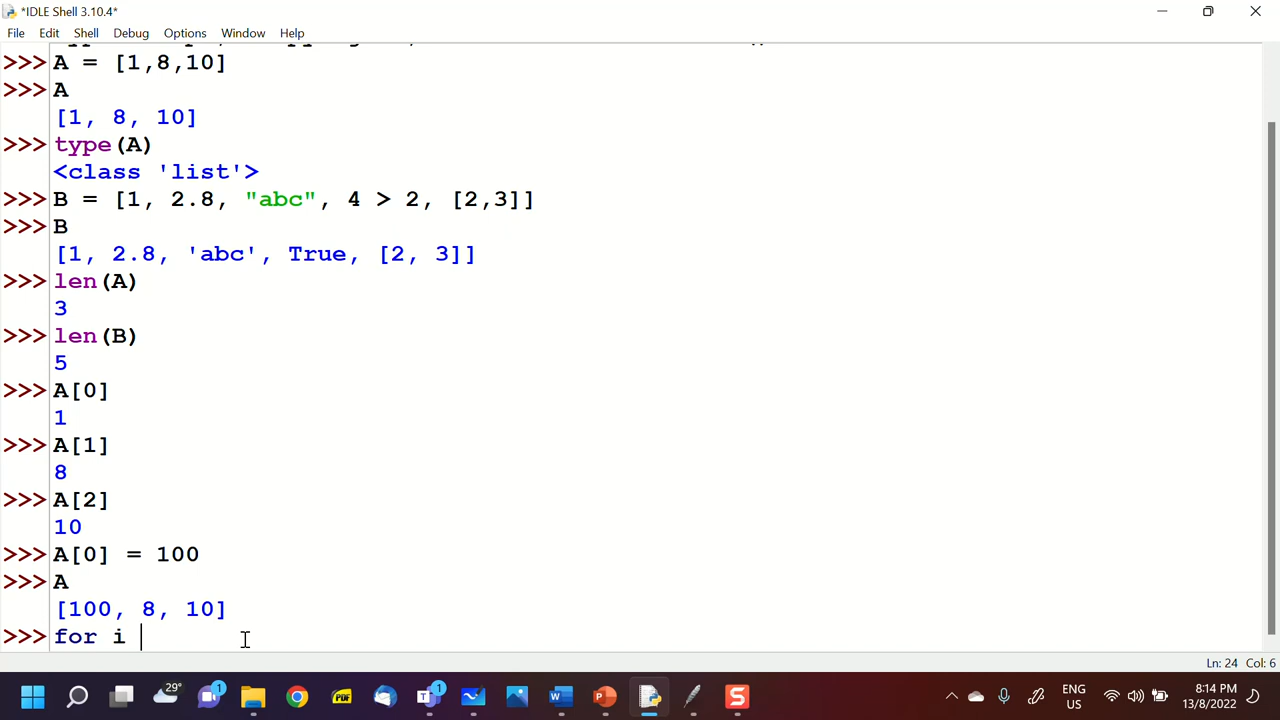 *IDLE Shell 3.10.4*
File Edit Shell Debug Options Window Help
>>> A = [1,8,10]
>>> A
[1, 8, 10]
>>> type(A)
<class 'list'>
>>> B = [1, 2.8, "abc", 4 > 2, [2,3]]
>>> B
[1, 2.8, 'abc', True, [2, 3]]
>>> len(A)
3
>>> len(B)
5
>>> A[0]
1
>>> A[1]
8
>>> A[2]
10
>>> A[0] = 100
>>> A
[100, 8, 10]
>>> for i
Ln: 24 Col: 6
29°
1
PDF
1
ENG
US
8:14 PM
13/8/2022